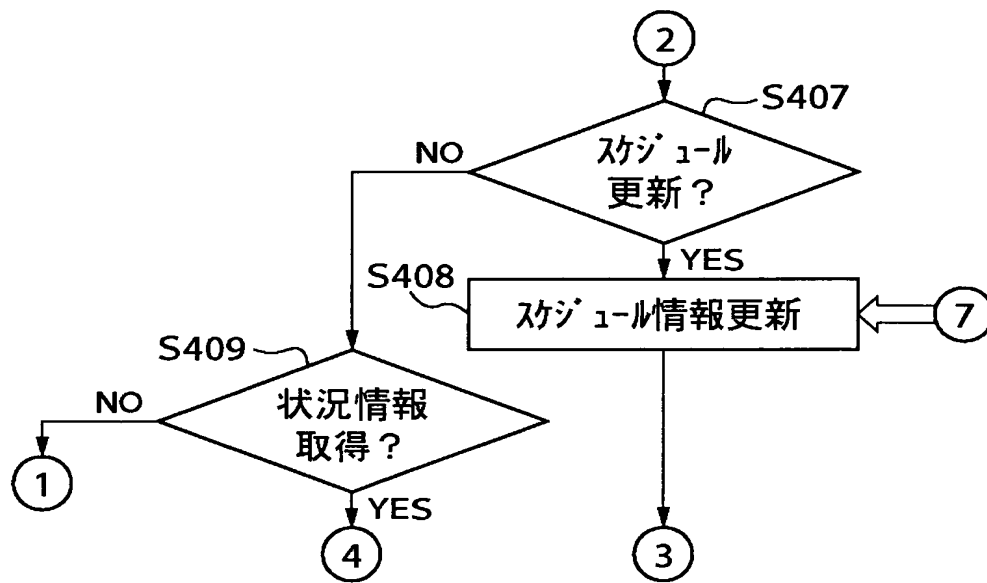 2
S407
NO
スケジュール
更新?
YES
S408
スケジュール情報更新
7
S409
NO
状況情報
取得?
1
YES
4
3